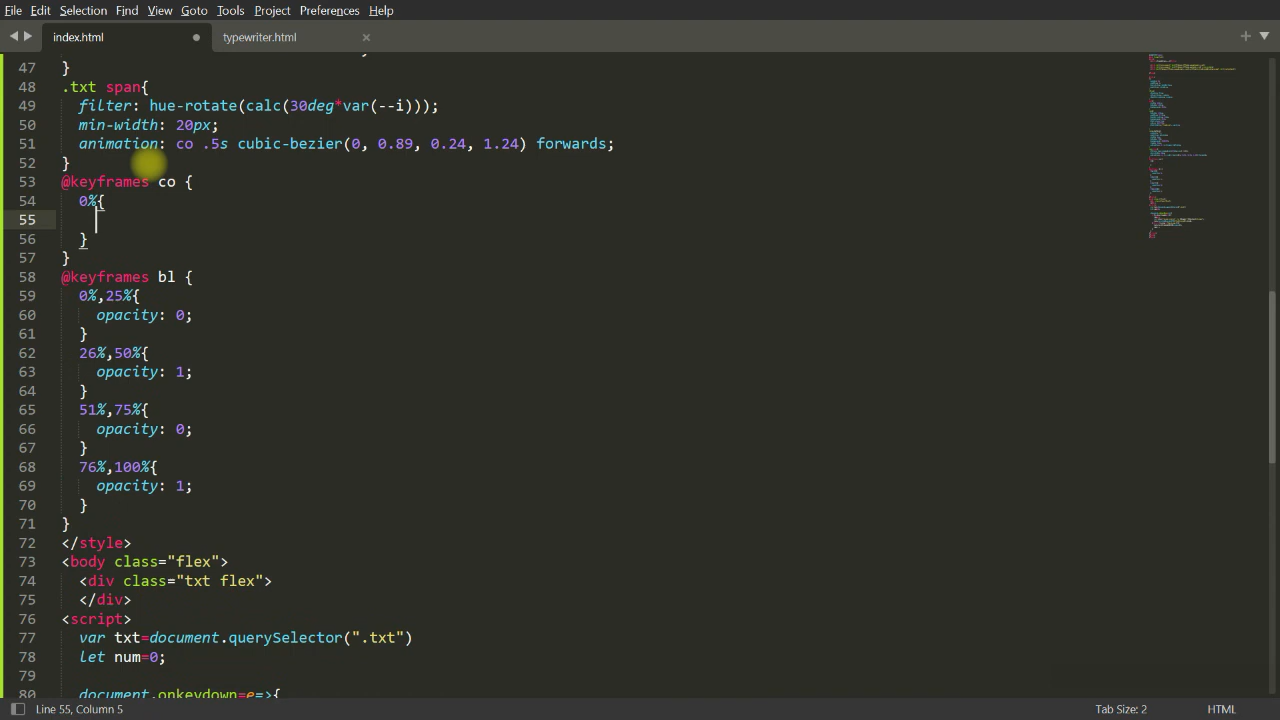 File Edit Selection Find View Goto Tools Project Preferences Help
index.html typewriter.html
47 }
48 .txt span{
49 filter: hue-rotate(calc(30deg*var(--i)));
50 min-width: 20px;
51 animation: co .5s cubic-bezier(0, 0.89, 0.24, 1.24) forwards;
52 }
53 @keyframes co {
54 0%{
55
56 }
57 }
58 @keyframes bl {
59 0%,25%{
60 opacity: 0;
61 }
62 26%,50%{
63 opacity: 1;
64 }
65 51%,75%{
66 opacity: 0;
67 }
68 76%,100%{
69 opacity: 1;
70 }
71 }
72 </style>
73 <body class="flex">
74 <div class="txt flex">
75 </div>
76 <script>
77 var txt=document.querySelector(".txt")
78 let num=0;
79
80 document.onkeydown=e=>{
Line 55, Column 5 Tab Size: 2 HTML